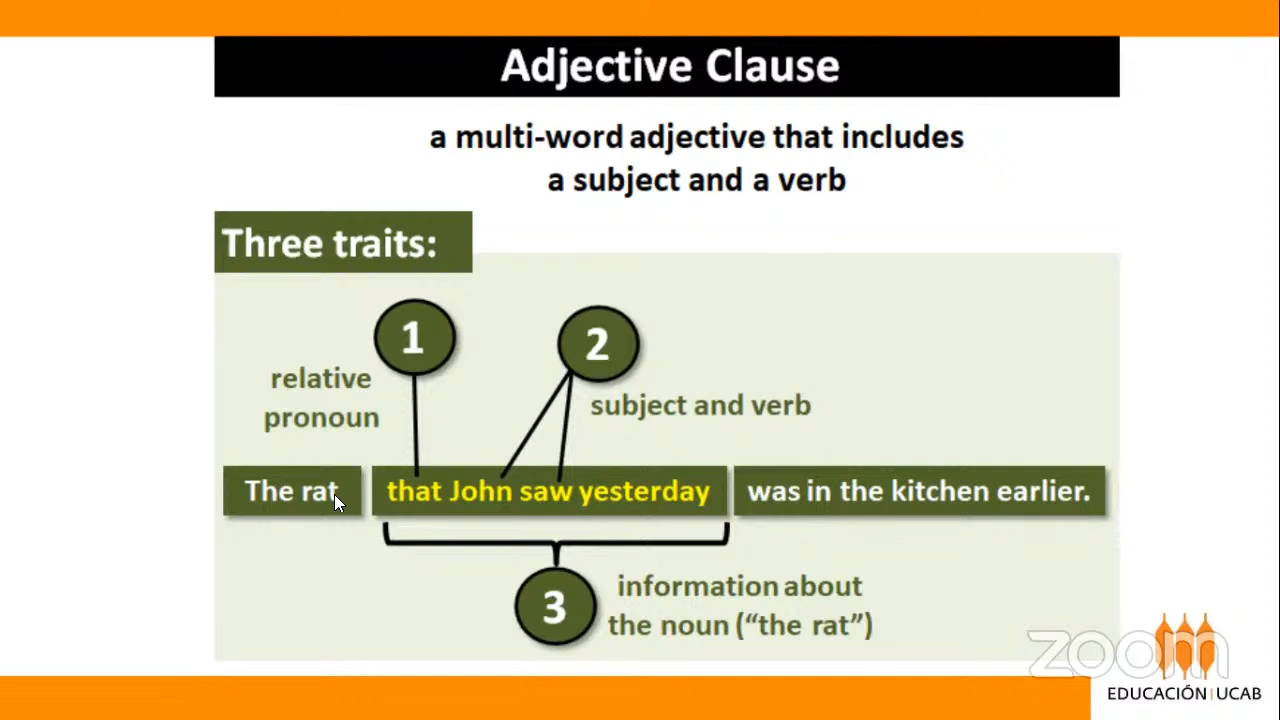 Adjective Clause
a multi-word adjective that includes
a subject and a verb
Three traits:
1
2
relative
pronoun
subject and verb
The rat that John saw yesterday was in the kitchen earlier.
3
information about
the noun (“the rat”)
zoom
EDUCACIÓN | UCAB